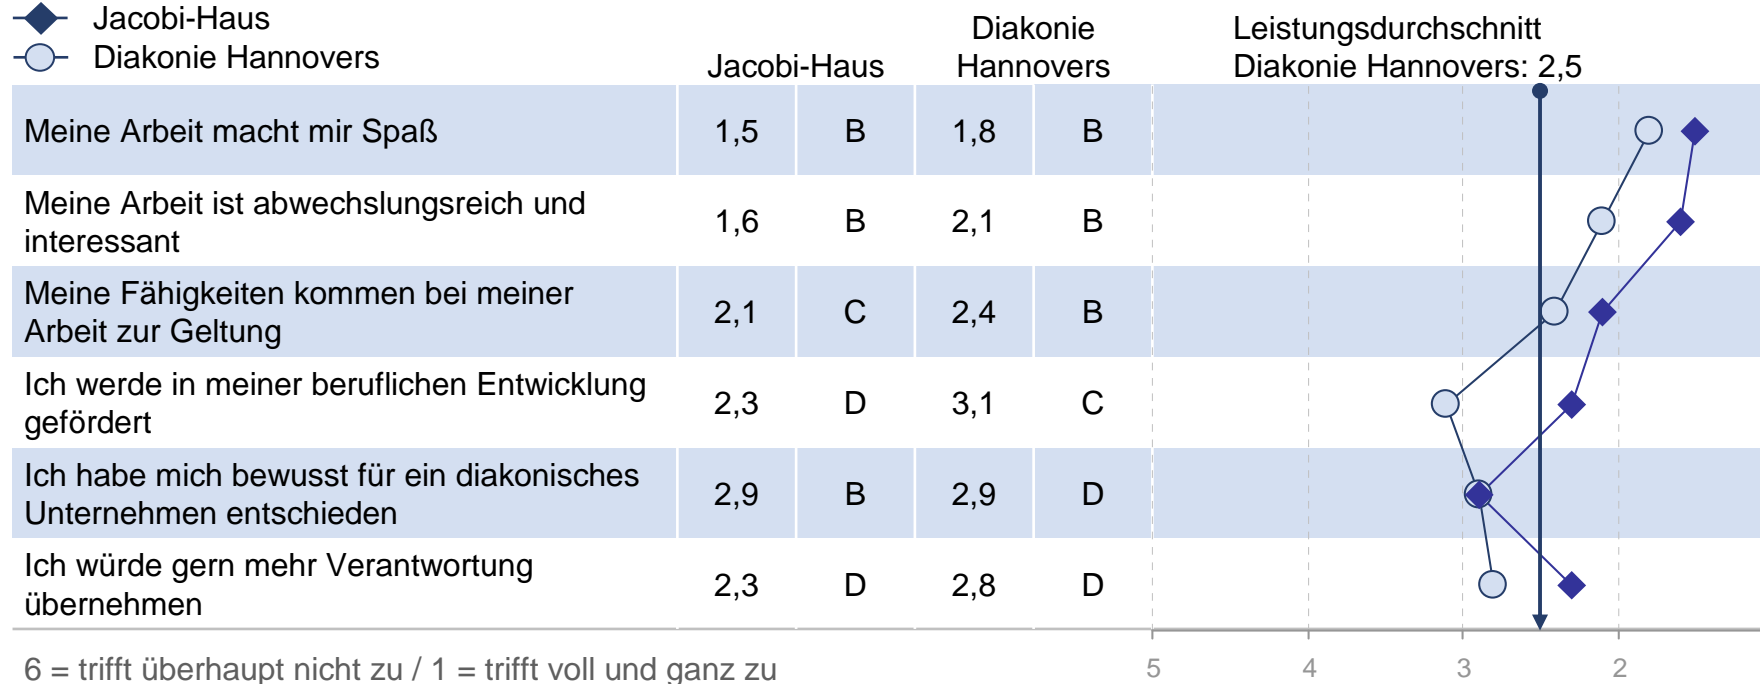 Jacobi-Haus
Diakonie Hannovers
Jacobi-Haus
Diakonie
Hannovers
Leistungsdurchschnitt
Diakonie Hannovers: 2,5
Meine Arbeit macht mir Spaß 1,5 B 1,8 B
Meine Arbeit ist abwechslungsreich und
interessant
1,6 B 2,1 B
Meine Fähigkeiten kommen bei meiner
Arbeit zur Geltung
2,1 C 2,4 B
Ich werde in meiner beruflichen Entwicklung
gefördert
2,3 D 3,1 C
Ich habe mich bewusst für ein diakonisches
Unternehmen entschieden
2,9 B 2,9 D
Ich würde gern mehr Verantwortung
übernehmen
2,3 D 2,8 D
6 = trifft überhaupt nicht zu / 1 = trifft voll und ganz zu
5 4 3 2